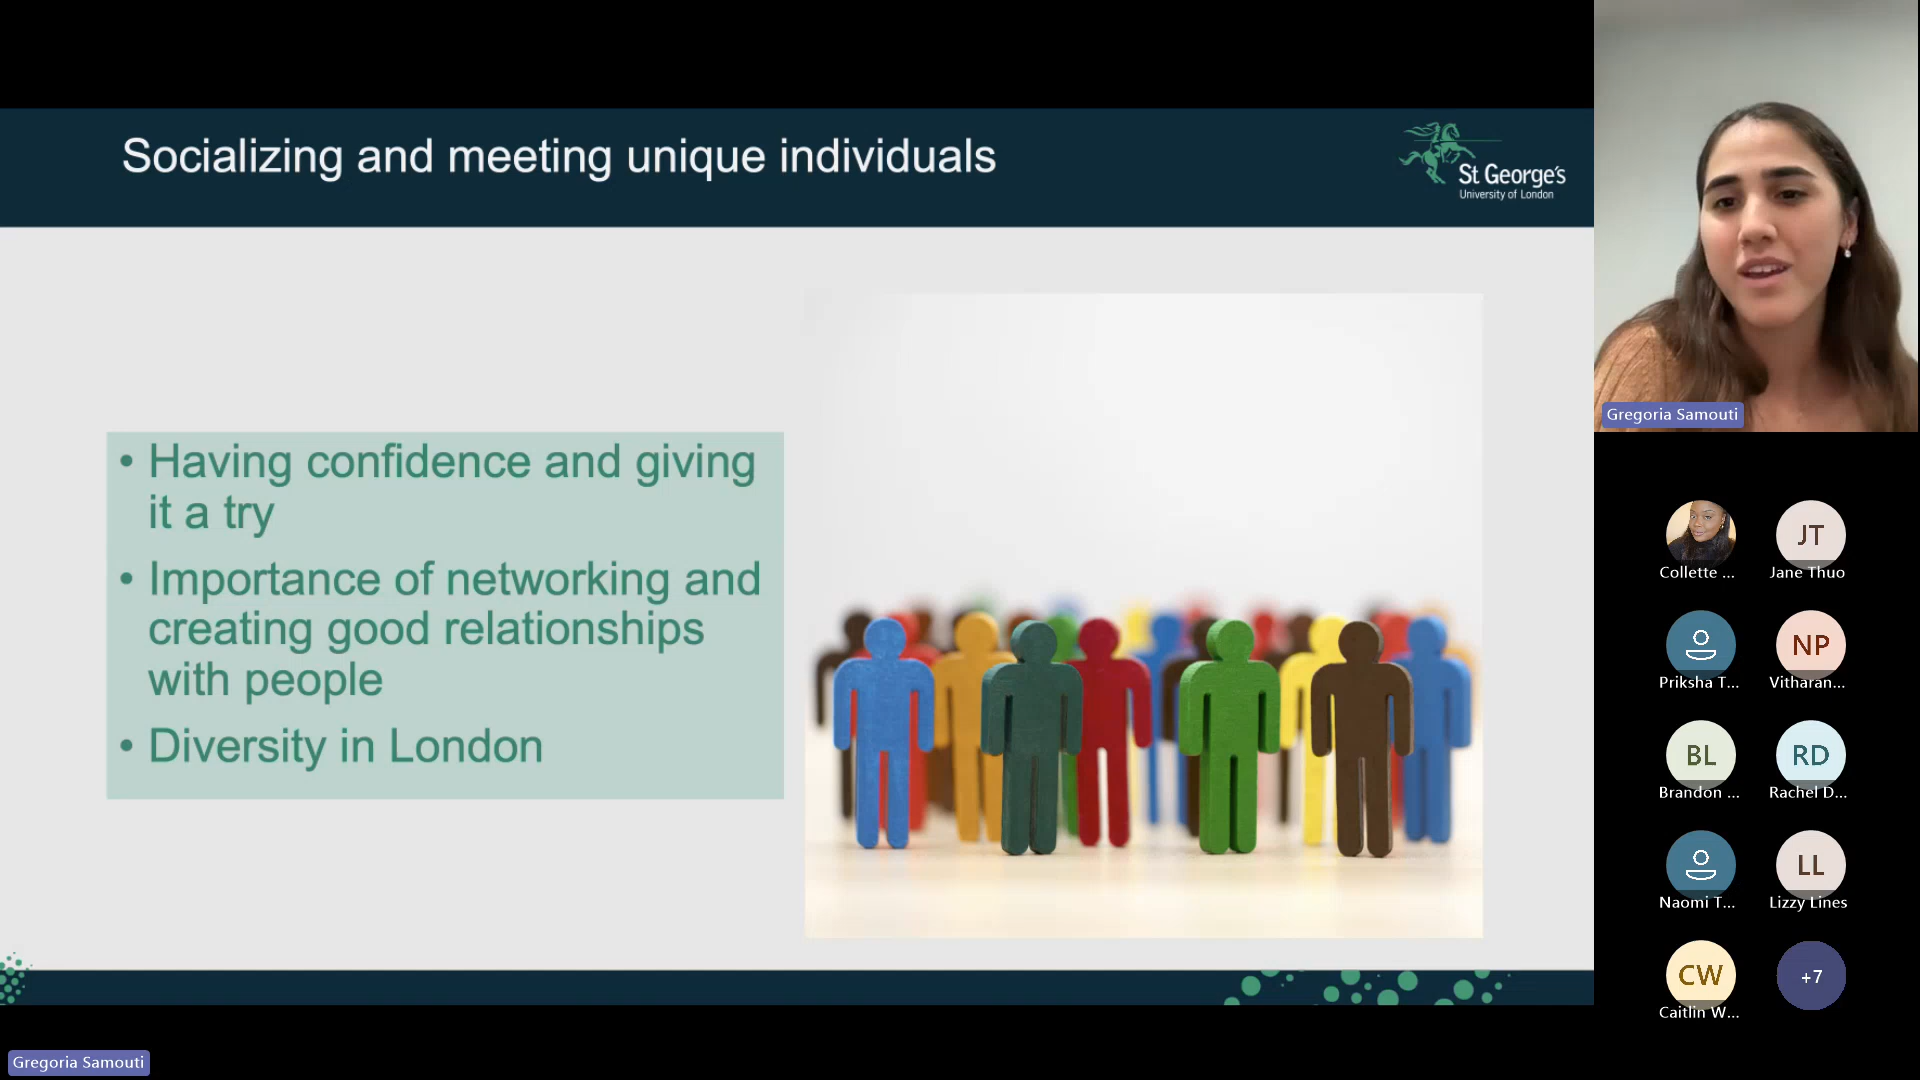 Socializing and meeting unique individuals
St George's
University of London
• Having confidence and giving
it a try
• Importance of networking and
creating good relationships
with people
• Diversity in London
Gregoria Samouti
Collette ...
JT
Jane Thuo
Priksha T...
NP
Vitharan...
BL
Brandon ...
RD
Rachel D...
Naomi T...
LL
Lizzy Lines
CW
Caitlin W...
+7
Gregoria Samouti